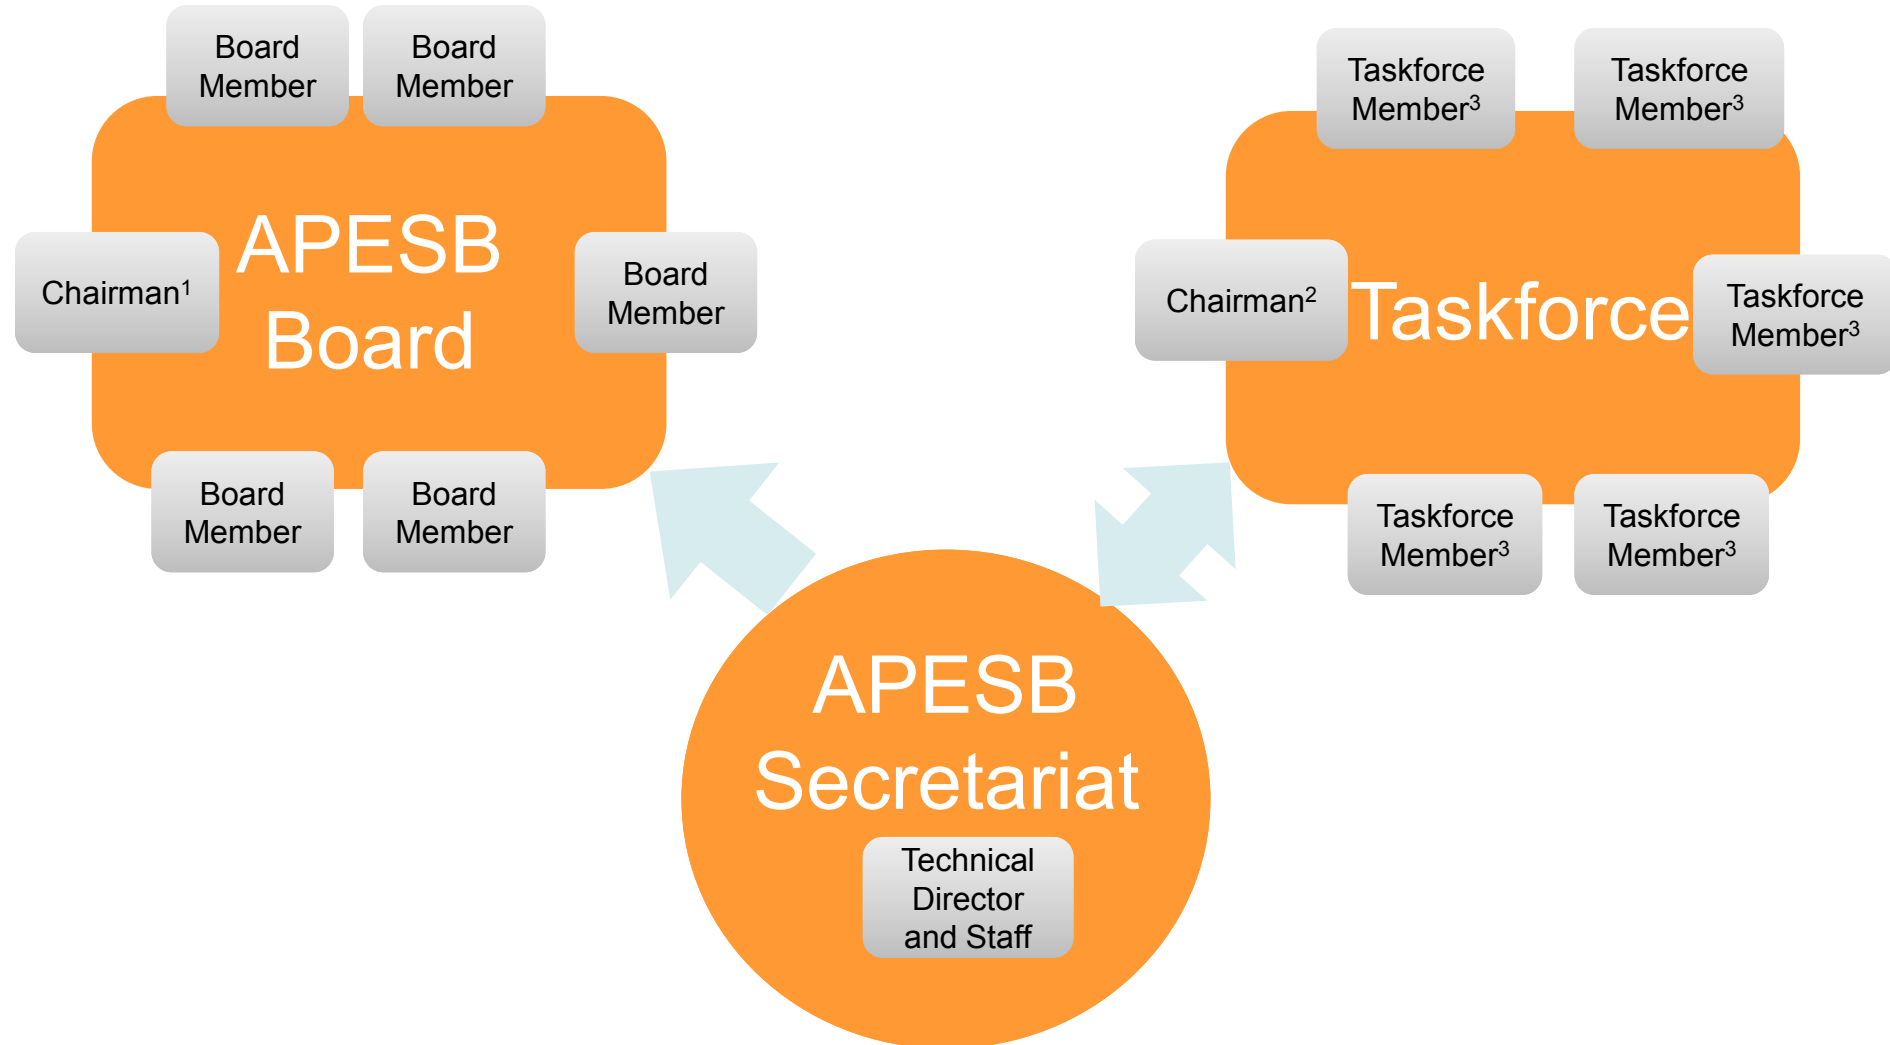 Board
Member
Board
Member
APESB
Board
Chairman¹
Board
Member
Board
Member
Board
Member
Taskforce
Member³
Taskforce
Member³
Chairman²
Taskforce
Taskforce
Member³
Taskforce
Member³
Taskforce
Member³
APESB
Secretariat
Technical
Director
and Staff